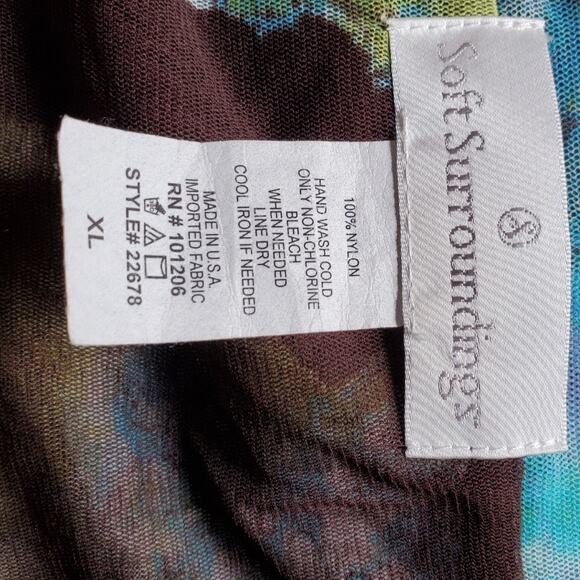 Soft Surroundings
100% NYLON
HAND WASH COLD
ONLY NON-CHLORINE
BLEACH
WHEN NEEDED
LINE DRY
COOL IRON IF NEEDED
MADE IN U.S.A.
IMPORTED FABRIC
RN # 101206
STYLE# 22678
XL